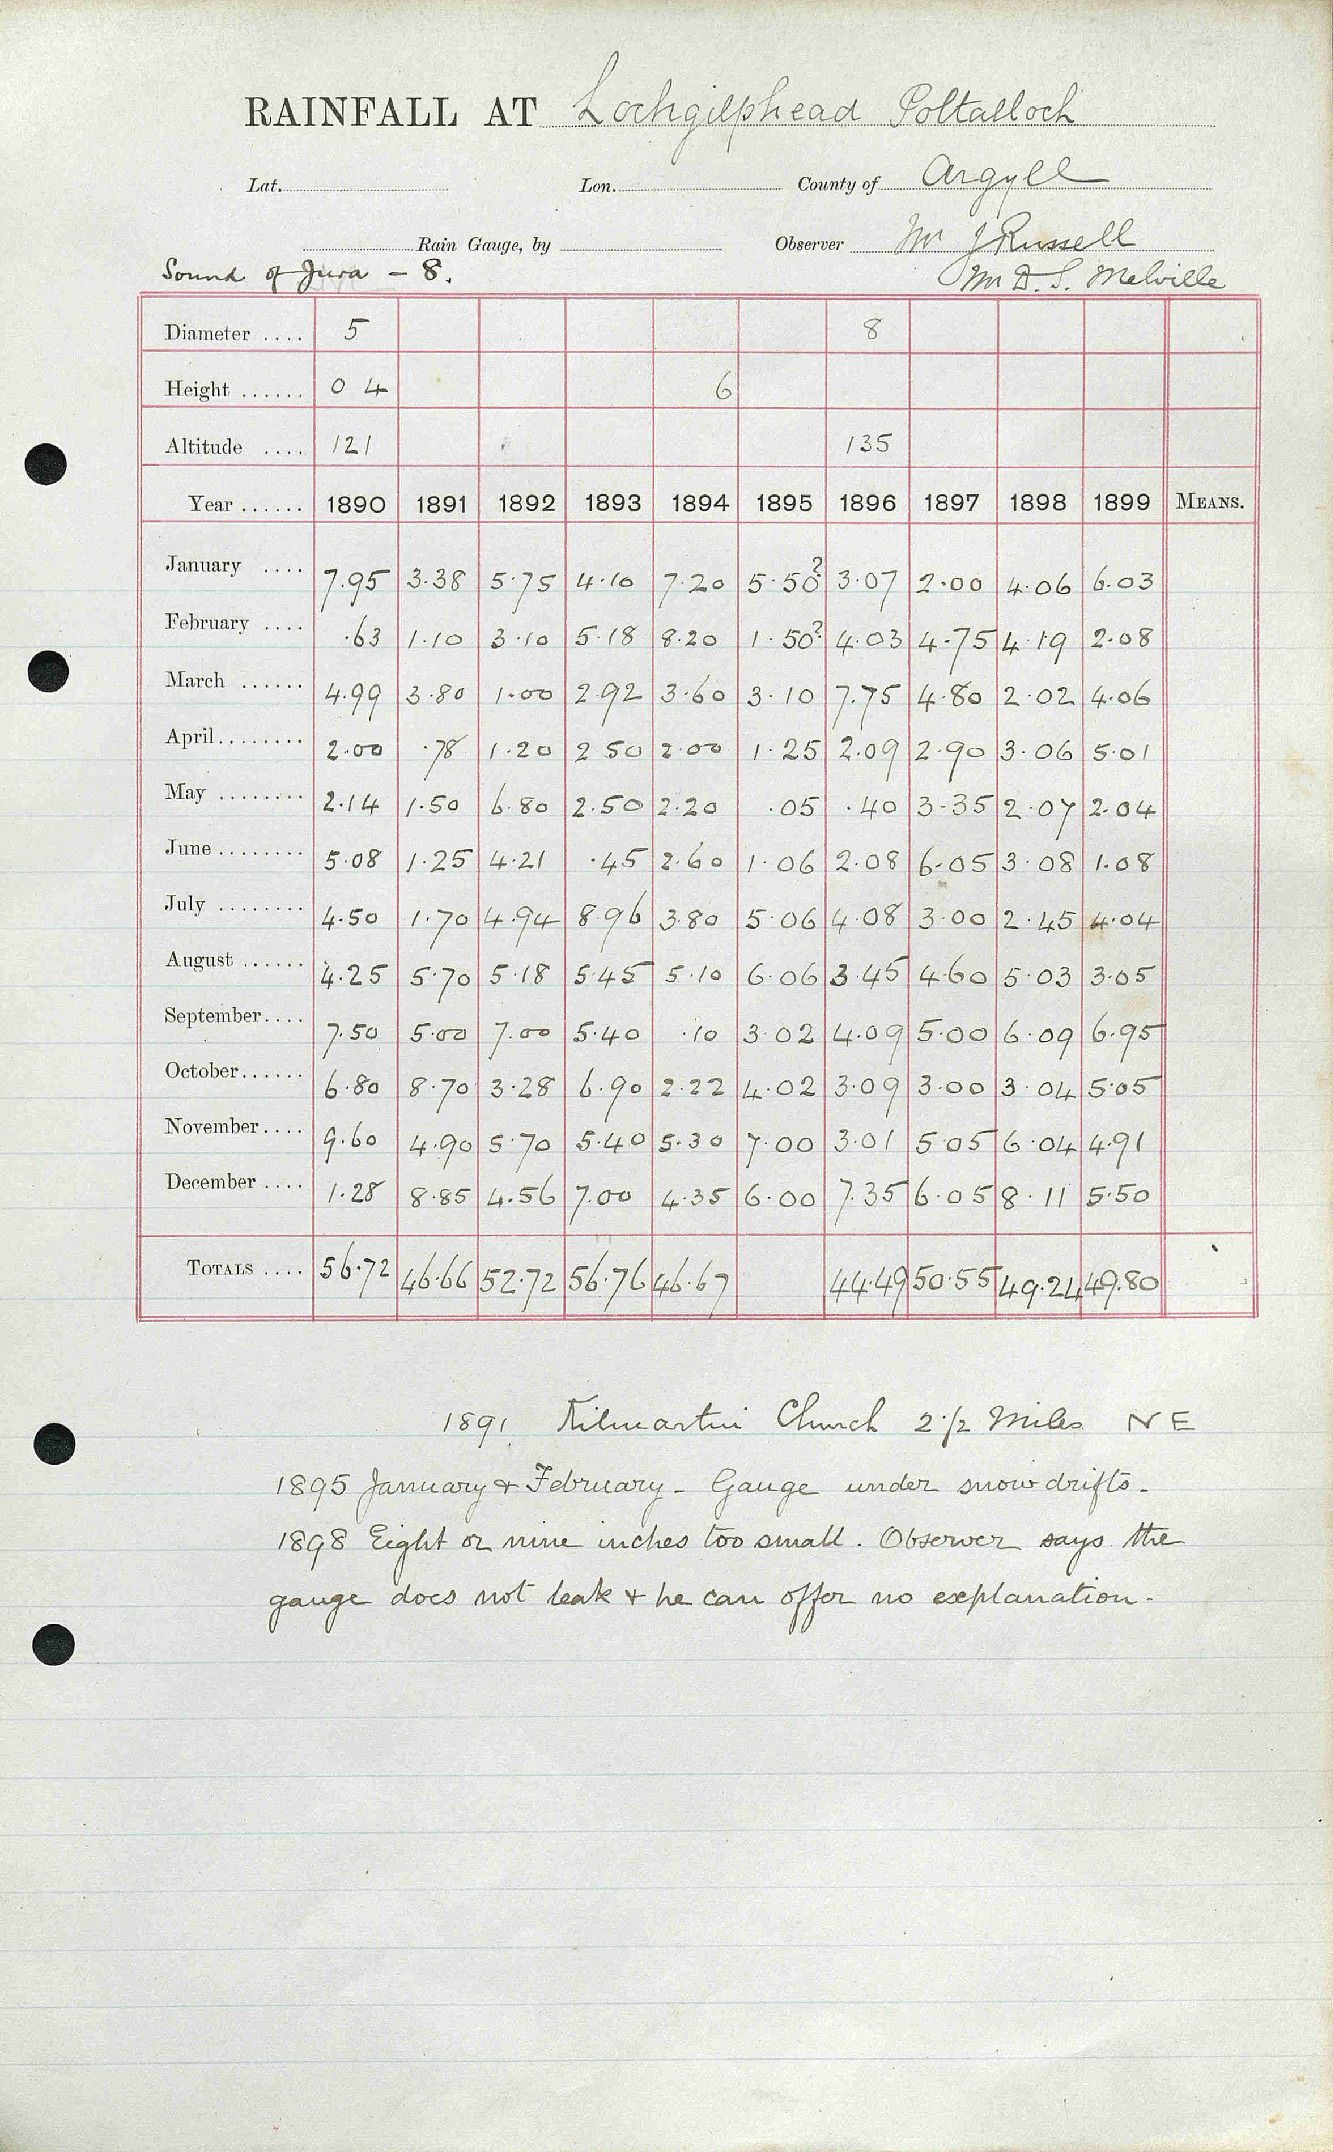 RAINFALL AT Lochgilphead Poltalloch
Lat. Lon. County of Argyll
Rain Gauge, by Observer Mr J Russell
Sound of Jura - 8. Mr D. S. Melville
Diameter .... 5 8
Height ...... 0 4 6
Altitude .... 121 135
Year ...... 1890 1891 1892 1893 1894 1895 1896 1897 1898 1899 MEANS.
January .... 7.95 3.38 5.75 4.10 7.20 5.50? 3.07 2.00 4.06 6.03
February .... .63 1.10 3.10 5.18 8.20 1.50? 4.03 4.75 4.19 2.08
March ...... 4.99 3.80 1.00 2.92 3.60 3.10 7.75 4.80 2.02 4.06
April........ 2.00 .78 1.20 2.50 2.00 1.25 2.09 2.90 3.06 5.01
May ........ 2.14 1.50 6.80 2.50 2.20 .05 .40 3.35 2.07 2.04
June........ 5.08 1.25 4.21 .45 2.60 1.06 2.08 6.05 3.08 1.08
July ........ 4.50 1.70 4.94 8.96 3.80 5.06 4.08 3.00 2.45 4.04
August ...... 4.25 5.70 5.18 5.45 5.10 6.06 3.45 4.60 5.03 3.05
September.... 7.50 5.00 7.00 5.40 .10 3.02 4.09 5.00 6.09 6.95
October...... 6.80 8.70 3.28 6.90 2.22 4.02 3.09 3.00 3.04 5.05
November.... 9.60 4.90 5.70 5.40 5.30 7.00 3.01 5.05 6.04 4.91
December .... 1.28 8.85 4.56 7.00 4.35 6.00 7.35 6.05 8.11 5.50
TOTALS .... 56.72 46.66 52.72 56.76 46.67 44.49 50.55 49.24 49.80
1891 Kilmartin Church 2 1/2 Miles N E
1895 January & February - Gauge under snow drifts.
1898 Eight or nine inches too small. Observer says the
gauge does not leak & he can offer no explanation.